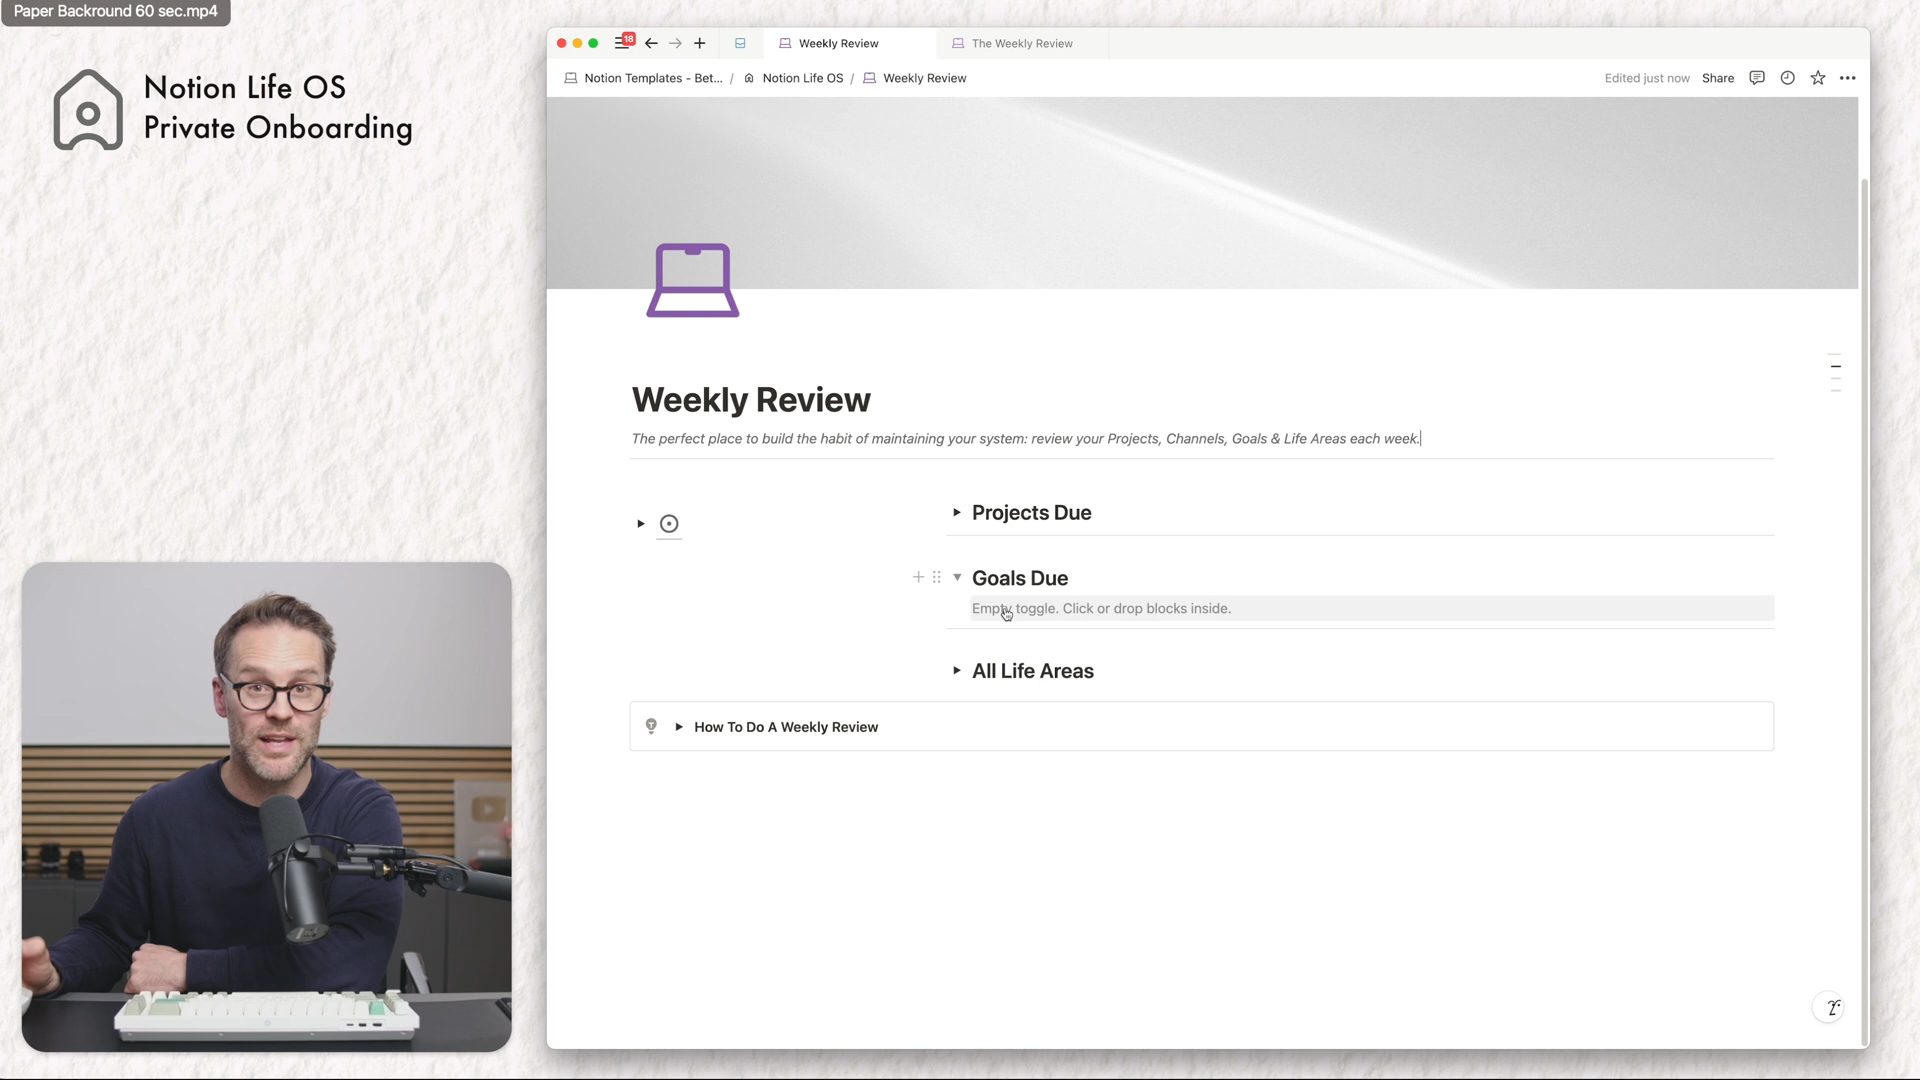 Paper Backround 60 sec.mp4
Notion Life OS
Private Onboarding
18
Weekly Review
The Weekly Review
Notion Templates - Bet... / Notion Life OS / Weekly Review
Edited just now Share
Weekly Review
The perfect place to build the habit of maintaining your system: review your Projects, Channels, Goals & Life Areas each week.
Projects Due
Goals Due
Empty toggle. Click or drop blocks inside.
All Life Areas
How To Do A Weekly Review